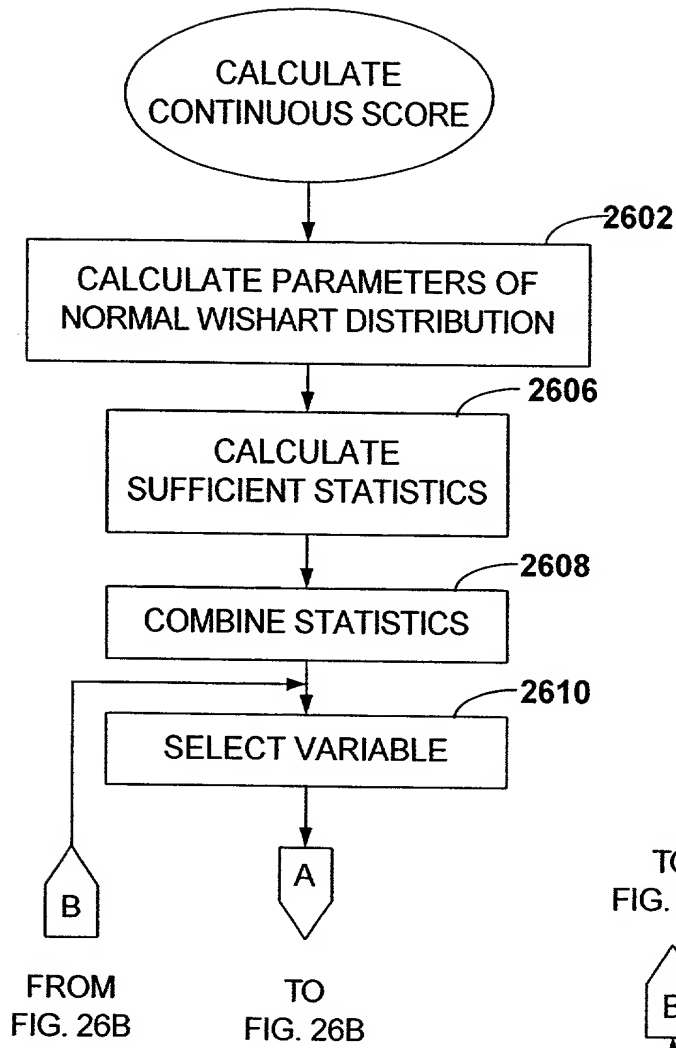 CALCULATE
CONTINUOUS SCORE
2602
CALCULATE PARAMETERS OF
NORMAL WISHART DISTRIBUTION
2606
CALCULATE
SUFFICIENT STATISTICS
2608
COMBINE STATISTICS
2610
SELECT VARIABLE
B
A
FROM
FIG. 26B
TO
FIG. 26B
FIG.